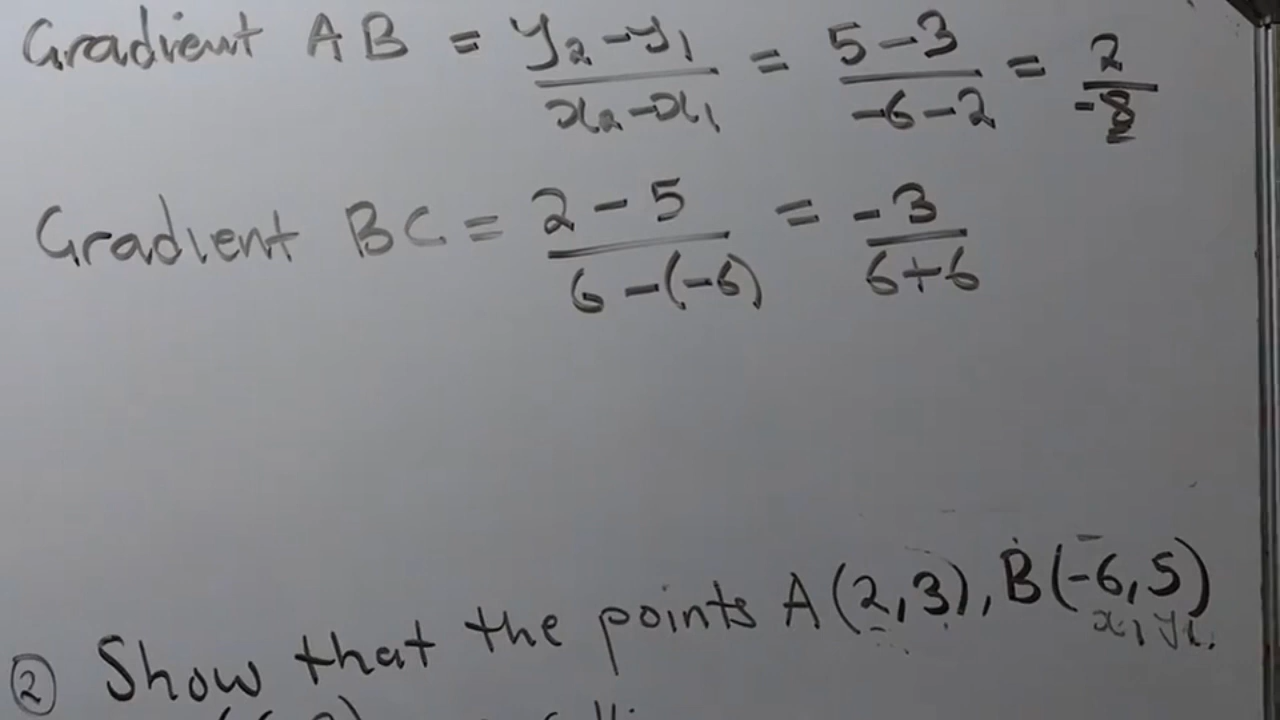 Gradient AB = y2-y1/x2-x1 = 5-3/-6-2 = 2/-8
Gradient BC = 2-5/6-(-6) = -3/6+6
② Show that the points A(2,3), B(-6,5)
x1 y1